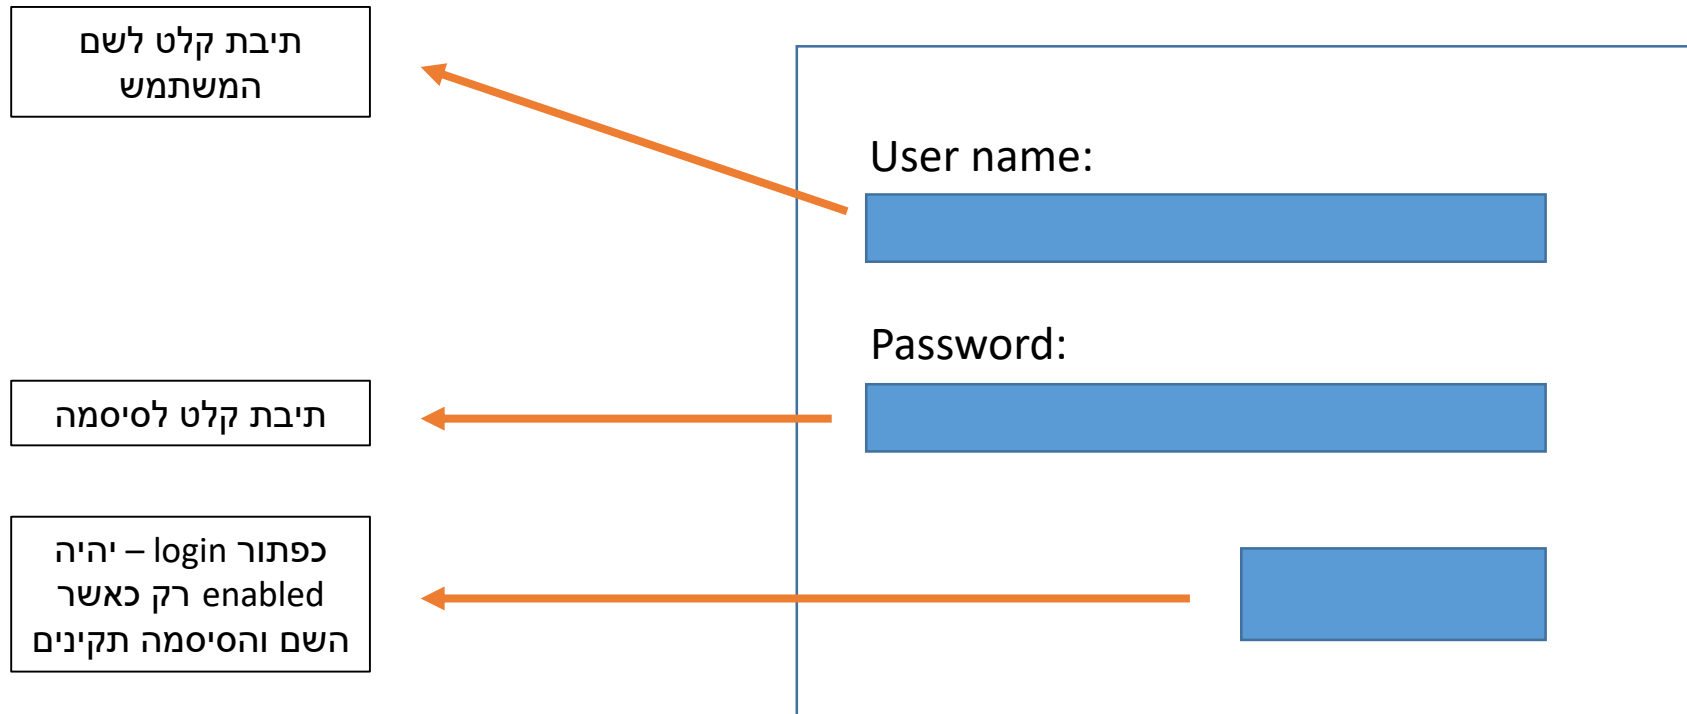 תיבת קלט לשם
המשתמש
User name:
Password:
תיבת קלט לסיסמה
כפתור login – יהיה
enabled רק כאשר
השם והסיסמה תקינים